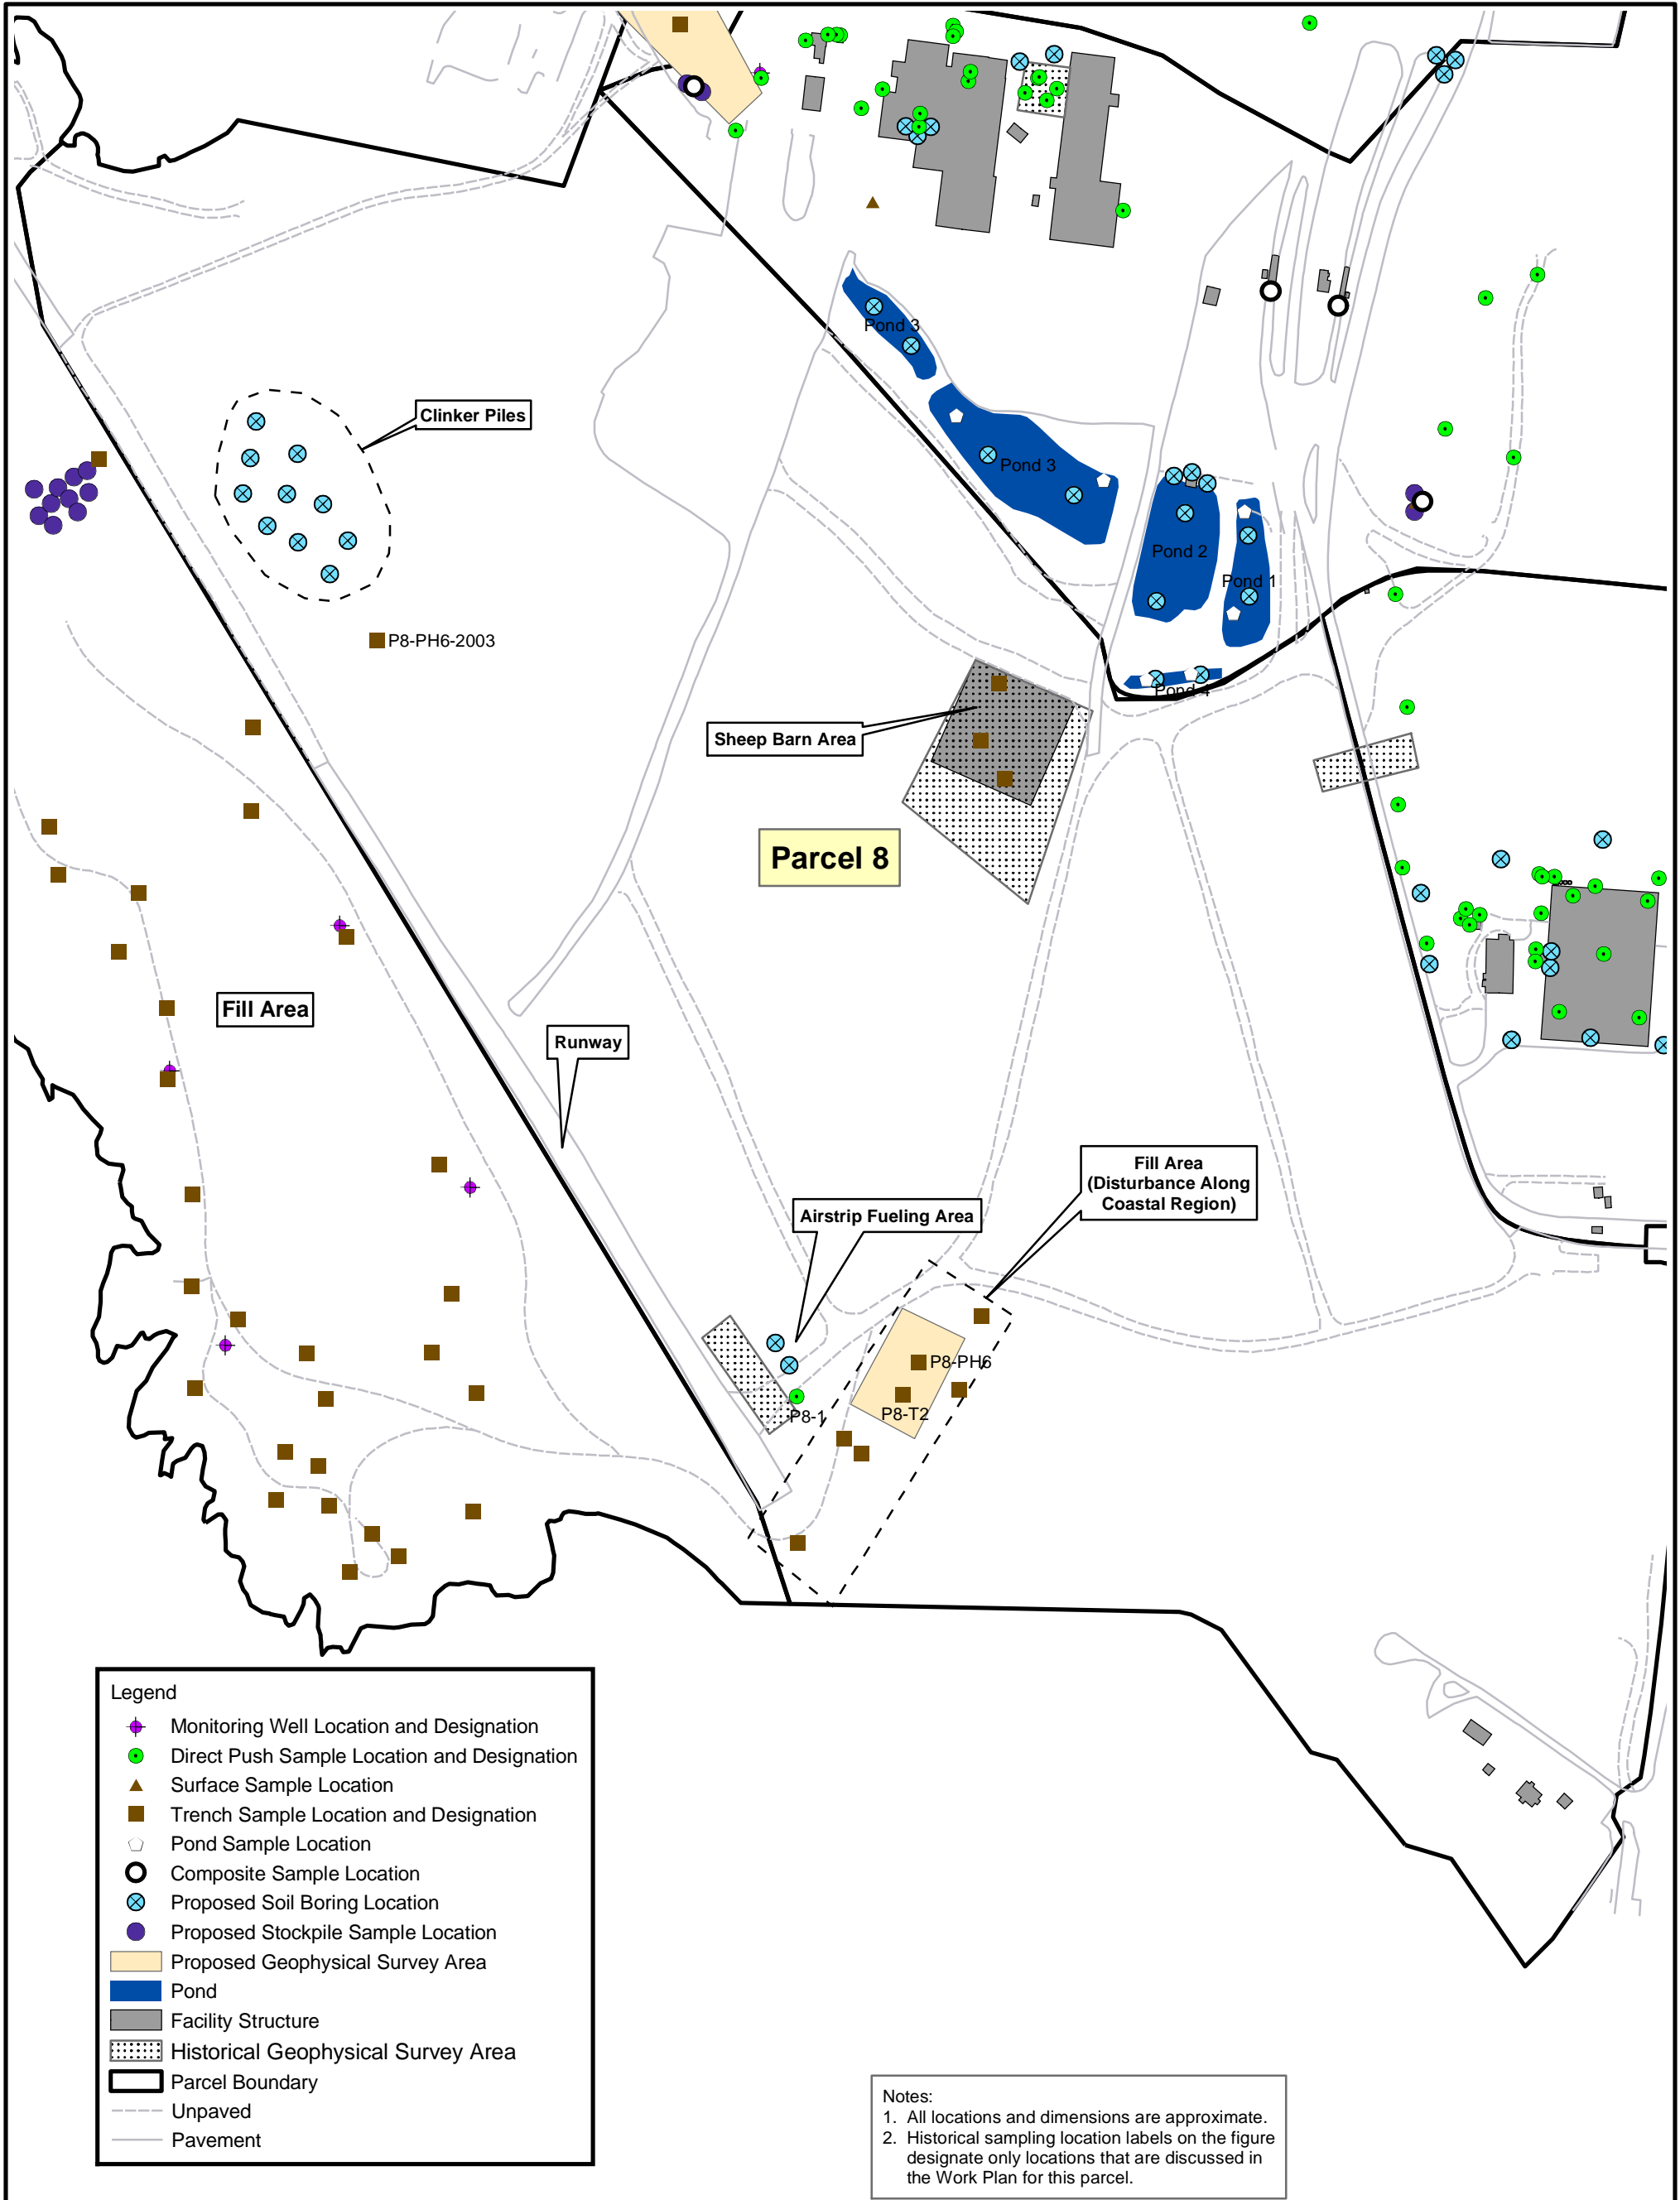 Pond 3
Clinker Piles
Pond 3
Pond 2
Pond 1
P8-PH6-2003
Pond 4
Sheep Barn Area
Parcel 8
Fill Area
Runway
Fill Area
(Disturbance Along
Coastal Region)
Airstrip Fueling Area
P8-PH6
P8-T2
P8-1
Legend
Monitoring Well Location and Designation
Direct Push Sample Location and Designation
Surface Sample Location
Trench Sample Location and Designation
Pond Sample Location
Composite Sample Location
Proposed Soil Boring Location
Proposed Stockpile Sample Location
Proposed Geophysical Survey Area
Pond
Facility Structure
Historical Geophysical Survey Area
Parcel Boundary
Unpaved
Pavement
Notes:
1. All locations and dimensions are approximate.
2. Historical sampling location labels on the figure
designate only locations that are discussed in
the Work Plan for this parcel.